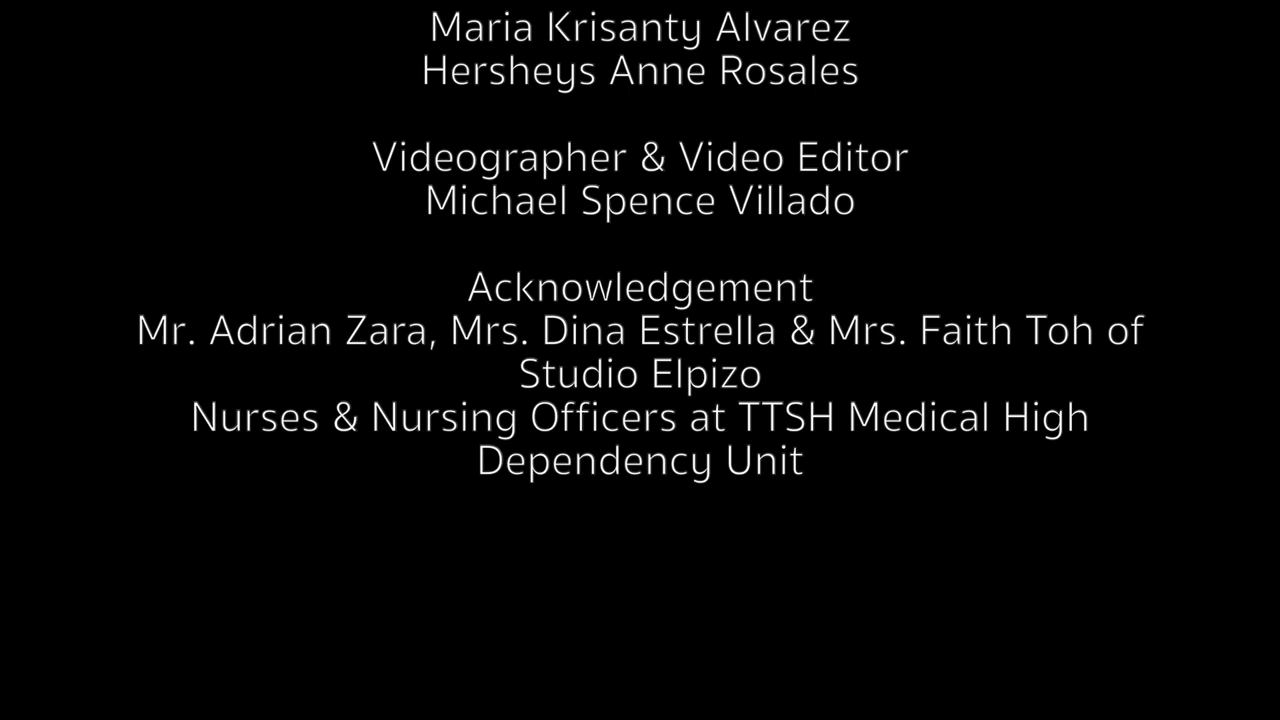 Maria Krisanty Alvarez
Hersheys Anne Rosales
Videographer & Video Editor
Michael Spence Villado
Acknowledgement
Mr. Adrian Zara, Mrs. Dina Estrella & Mrs. Faith Toh of
Studio Elpizo
Nurses & Nursing Officers at TTSH Medical High
Dependency Unit